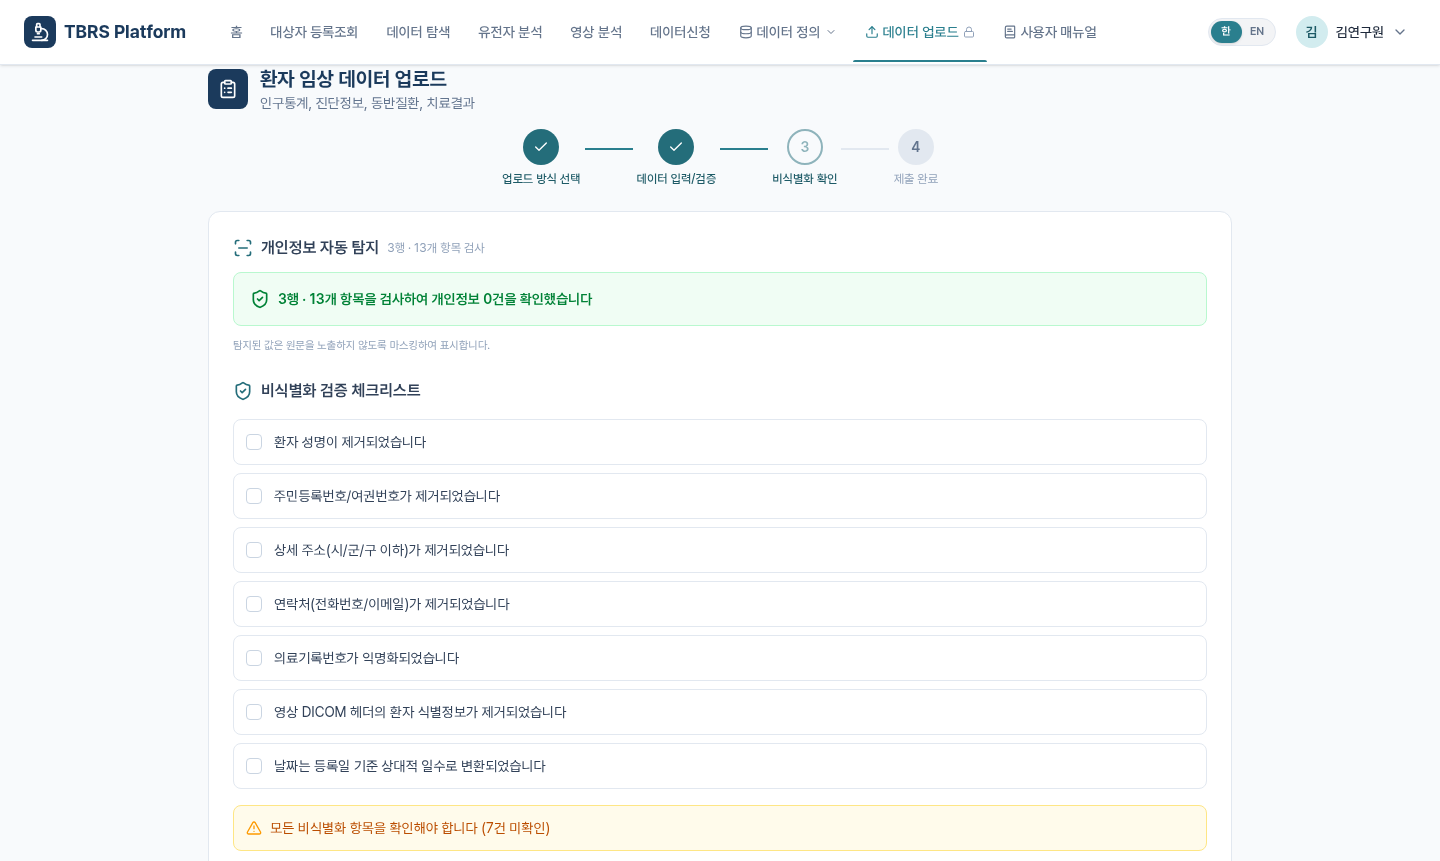 TBRS Platform
홈
대상자 등록조회
데이터 탐색
유전자 분석
영상 분석
데이터신청
데이터 정의
데이터 업로드
사용자 매뉴얼
한
EN
김
김연구원
환자 임상 데이터 업로드
인구통계, 진단정보, 동반질환, 치료결과
3
4
업로드 방식 선택
데이터 입력/검증
비식별화 확인
제출 완료
개인정보 자동 탐지
3행 · 13개 항목 검사
3행 · 13개 항목을 검사하여 개인정보 0건을 확인했습니다
탐지된 값은 원문을 노출하지 않도록 마스킹하여 표시합니다.
비식별화 검증 체크리스트
환자 성명이 제거되었습니다
주민등록번호/여권번호가 제거되었습니다
상세 주소(시/군/구 이하)가 제거되었습니다
연락처(전화번호/이메일)가 제거되었습니다
의료기록번호가 익명화되었습니다
영상 DICOM 헤더의 환자 식별정보가 제거되었습니다
날짜는 등록일 기준 상대적 일수로 변환되었습니다
모든 비식별화 항목을 확인해야 합니다 (7건 미확인)